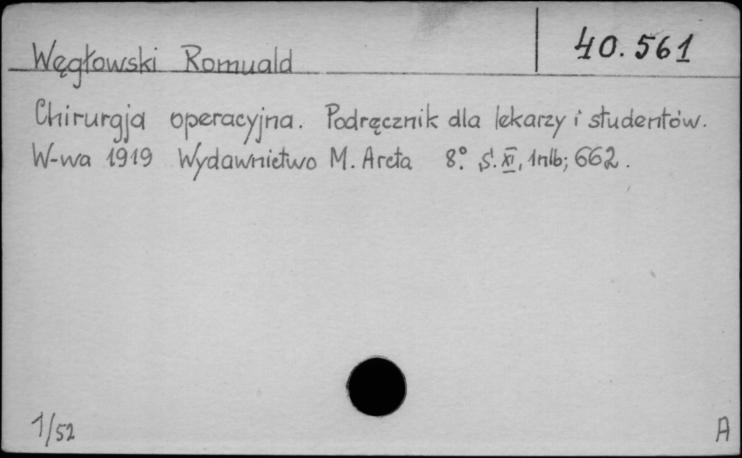 40.561
Węgłowski Romuald
Chirurgja operacyjna. Podręcznik dla lekarzy i studentów.
W-wa 1919 Wydawnictwo M. Arcta 8° S. XI, 1nlb; 662.
1/52
A